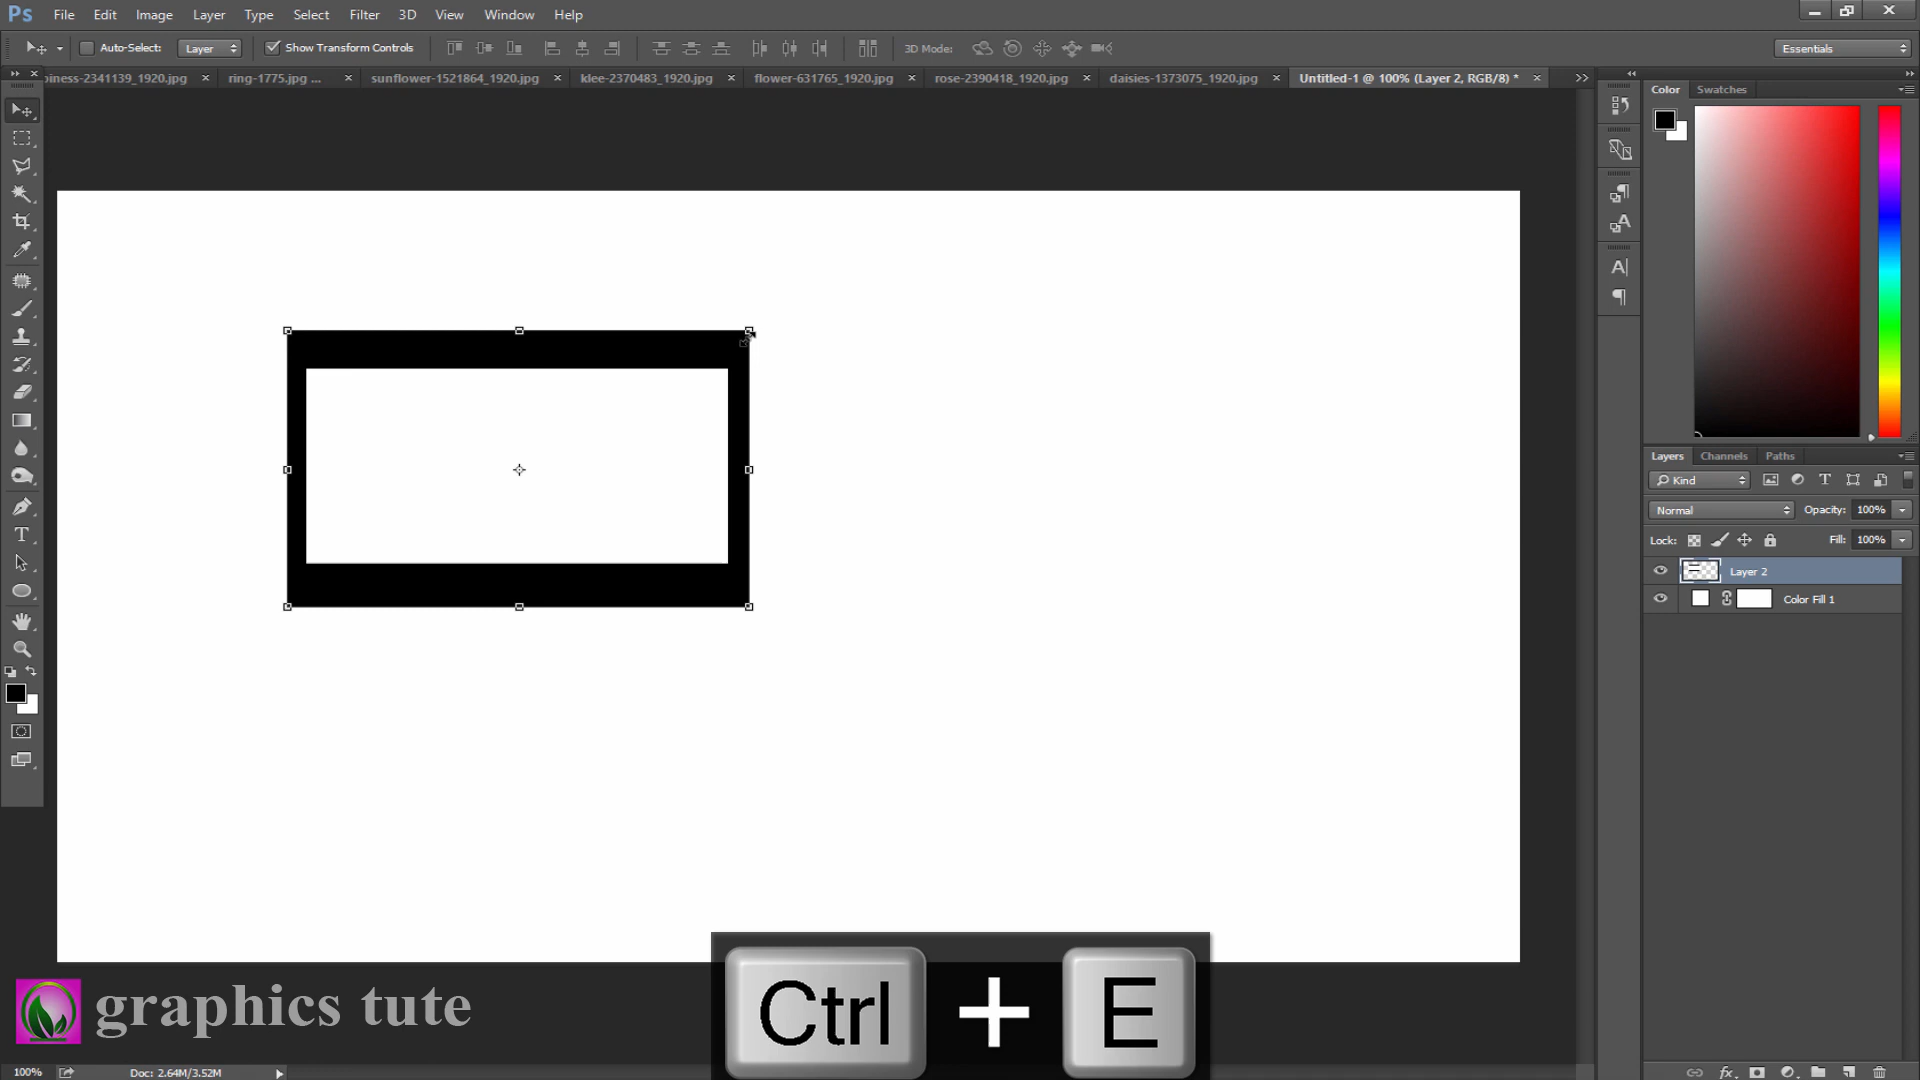 Ps File Edit Image Layer Type Select Filter 3D View Window Help
Auto-Select: Layer Show Transform Controls 3D Mode: Essentials
piness-2341139_1920.jpg × ring-1775.jpg ... × sunflower-1521864_1920.jpg × klee-2370483_1920.jpg × flower-631765_1920.jpg × rose-2390418_1920.jpg × daisies-1373075_1920.jpg × Untitled-1 @ 100% (Layer 2, RGB/8) * ×
Color Swatches
Layers Channels Paths
Kind
Normal Opacity: 100%
Lock: Fill: 100%
Layer 2
Color Fill 1
graphics tute
Ctrl + E
100% Doc: 2.64M/3.52M